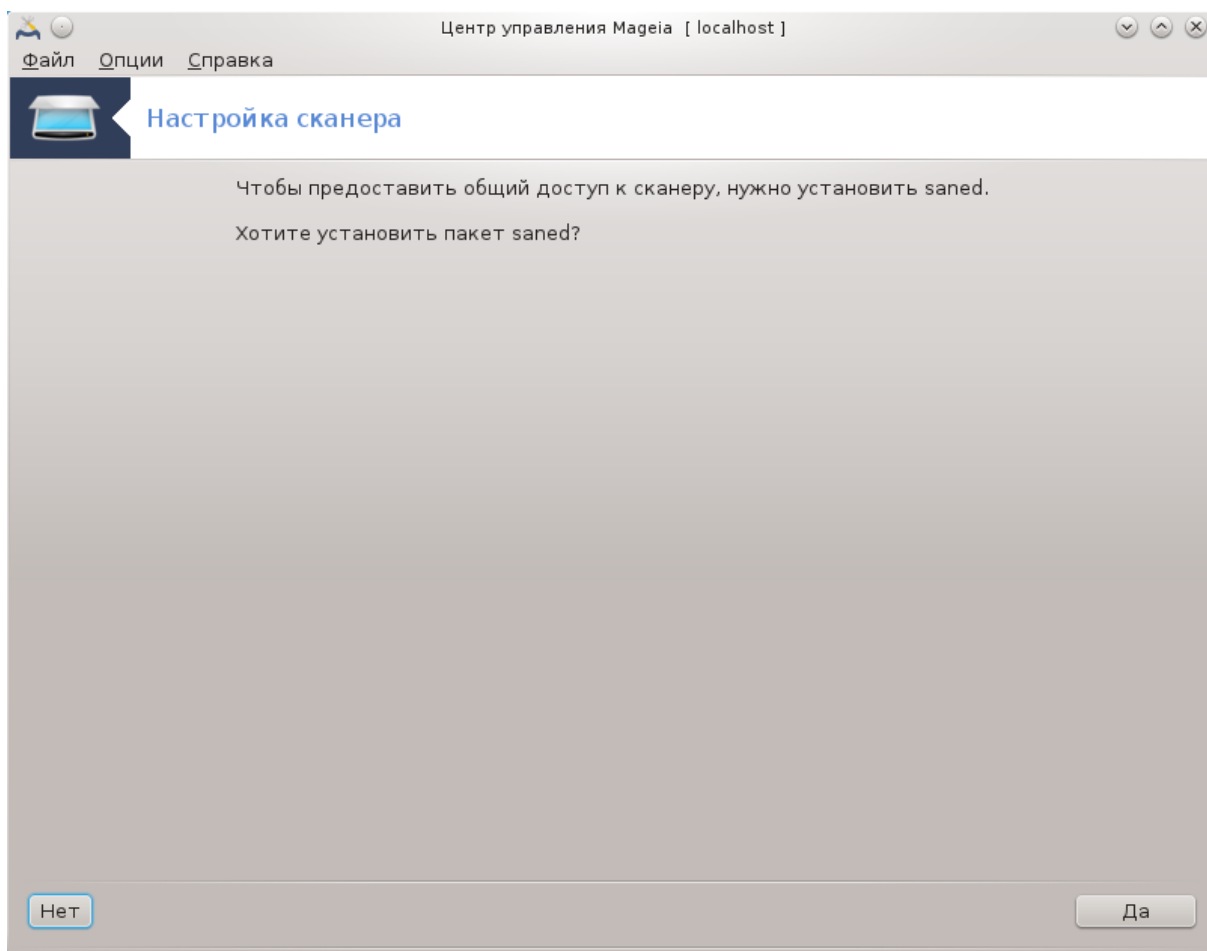 Центр управления Mageia [ localhost ]
Файл Опции Справка
Настройка сканера
Чтобы предоставить общий доступ к сканеру, нужно установить saned.
Хотите установить пакет saned?
Нет Да